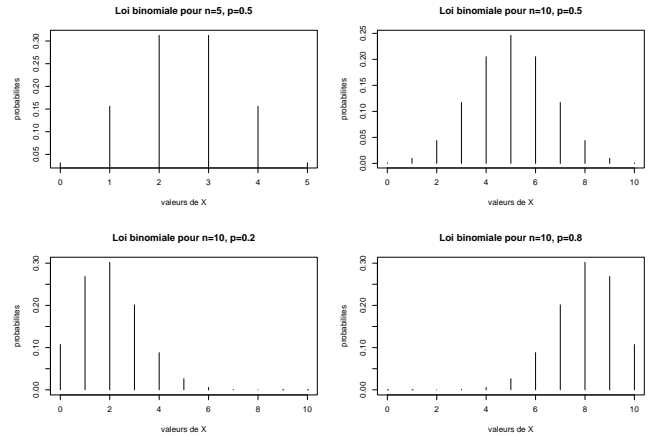 Loi binomiale pour n=5, p=0.5
probabilites
0.05 0.10 0.15 0.20 0.25 0.30
0 1 2 3 4 5
valeurs de X
Loi binomiale pour n=10, p=0.5
probabilites
0.00 0.05 0.10 0.15 0.20 0.25
0 2 4 6 8 10
valeurs de X
Loi binomiale pour n=10, p=0.2
probabilites
0.00 0.10 0.20 0.30
0 2 4 6 8 10
valeurs de X
Loi binomiale pour n=10, p=0.8
probabilites
0.00 0.10 0.20 0.30
0 2 4 6 8 10
valeurs de X